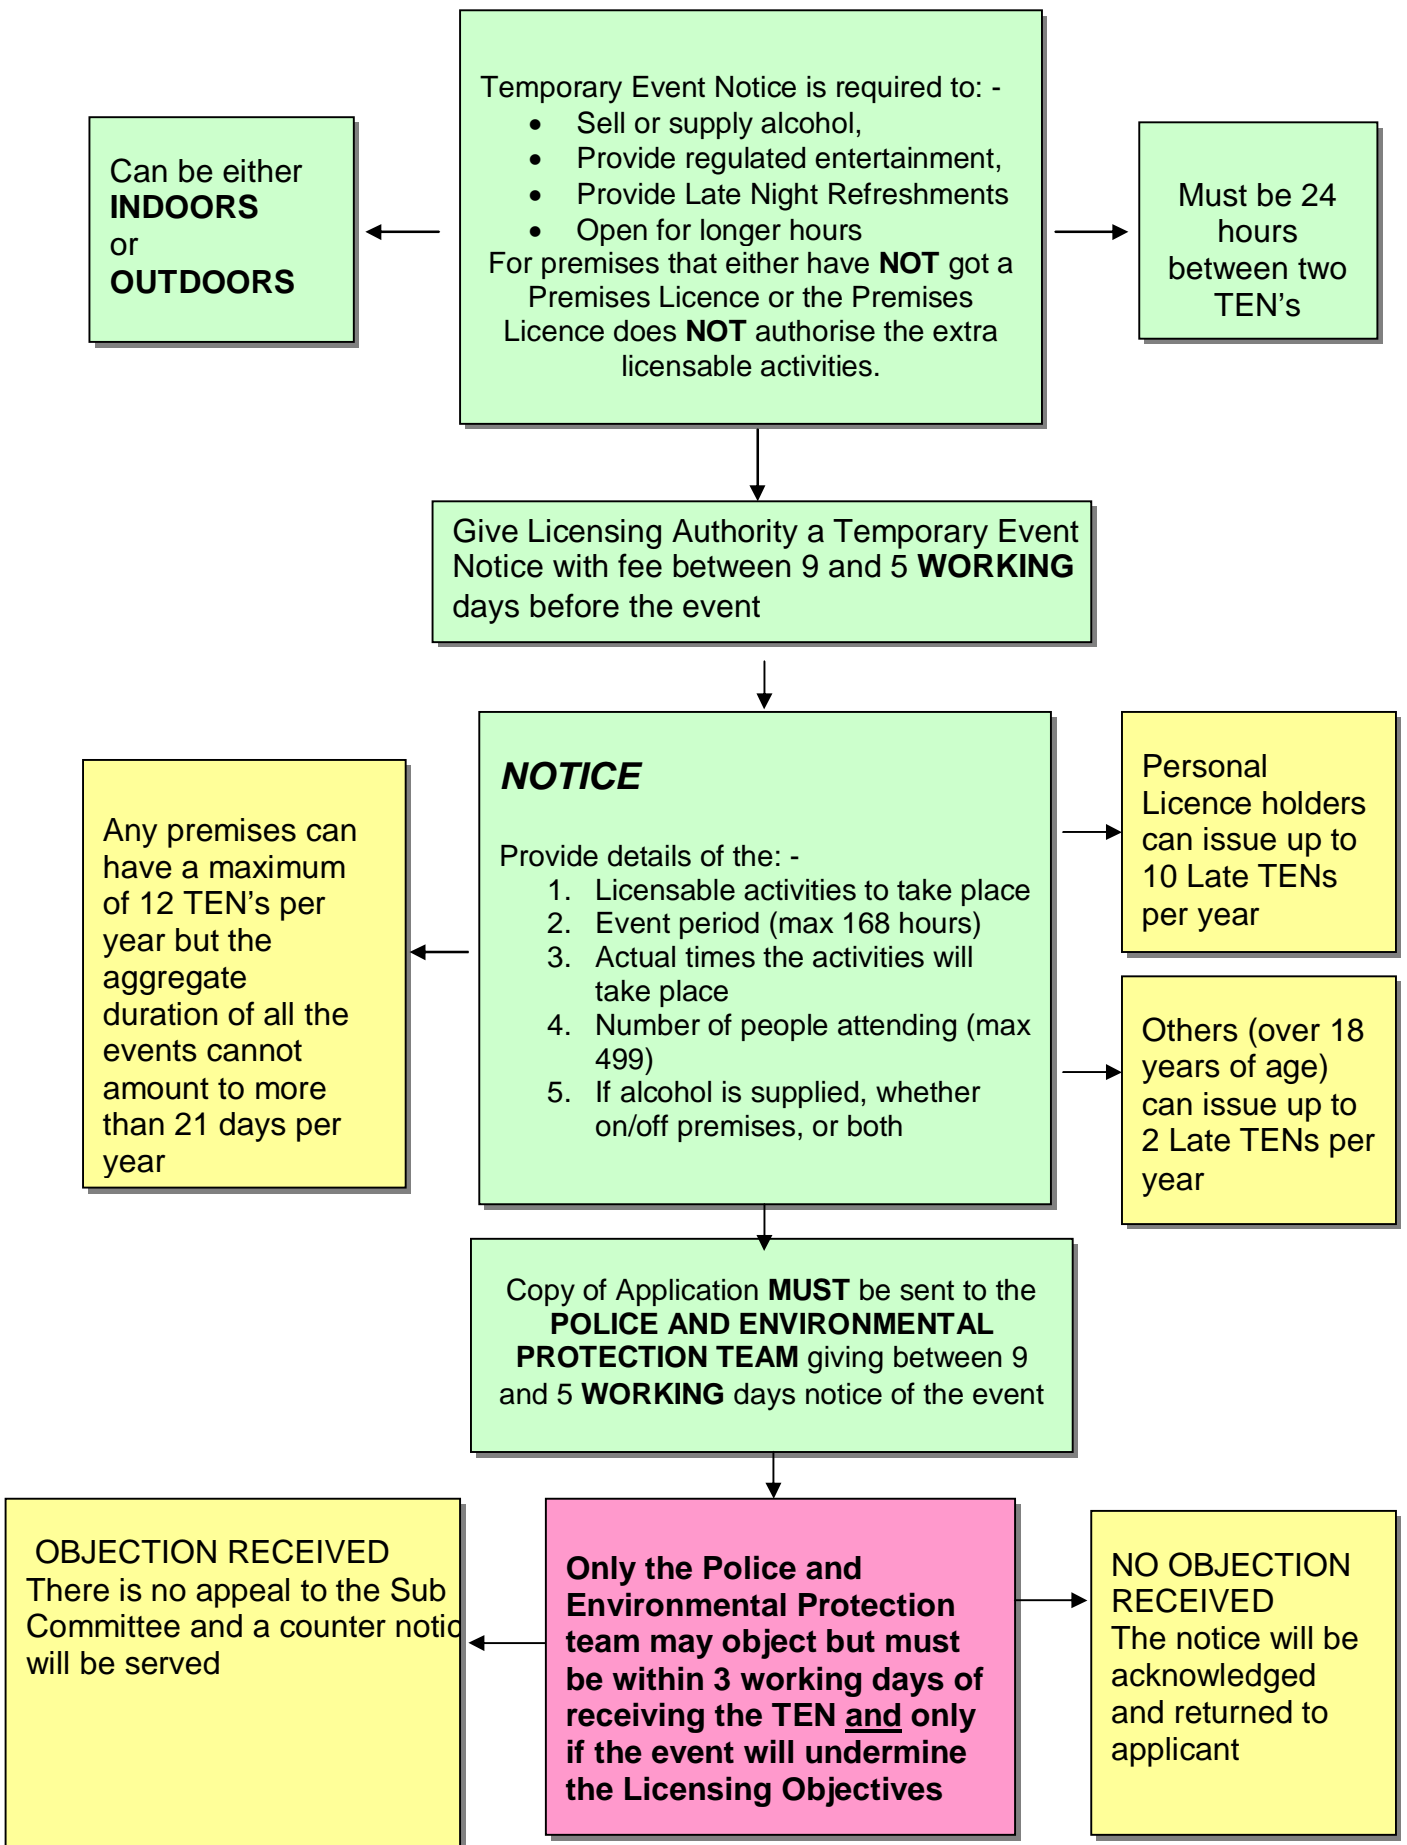 Temporary Event Notice is required to: -
• Sell or supply alcohol,
• Provide regulated entertainment,
• Provide Late Night Refreshments
• Open for longer hours
For premises that either have NOT got a
Premises Licence or the Premises
Licence does NOT authorise the extra
licensable activities.
Can be either
INDOORS
or
OUTDOORS
Must be 24
hours
between two
TEN's
Give Licensing Authority a Temporary Event
Notice with fee between 9 and 5 WORKING
days before the event
NOTICE
Provide details of the: -
1. Licensable activities to take place
2. Event period (max 168 hours)
3. Actual times the activities will
take place
4. Number of people attending (max
499)
5. If alcohol is supplied, whether
on/off premises, or both
Any premises can
have a maximum
of 12 TEN's per
year but the
aggregate
duration of all the
events cannot
amount to more
than 21 days per
year
Personal
Licence holders
can issue up to
10 Late TENs
per year
Others (over 18
years of age)
can issue up to
2 Late TENs per
year
Copy of Application MUST be sent to the
POLICE AND ENVIRONMENTAL
PROTECTION TEAM giving between 9
and 5 WORKING days notice of the event
OBJECTION RECEIVED
There is no appeal to the Sub
Committee and a counter notic
will be served
Only the Police and
Environmental Protection
team may object but must
be within 3 working days of
receiving the TEN and only
if the event will undermine
the Licensing Objectives
NO OBJECTION
RECEIVED
The notice will be
acknowledged
and returned to
applicant